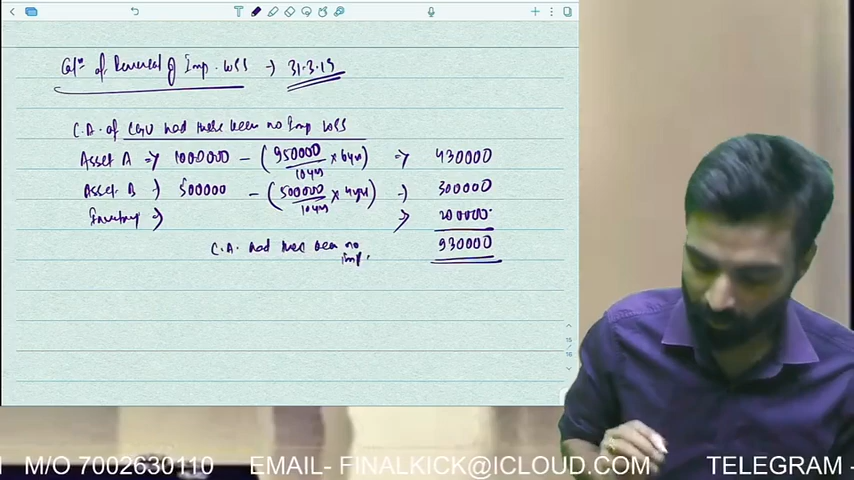 Calⁿ of Reversal of Imp. Loss → 31.3.19
C.A. of CGU had there been no Imp Loss
Asset A => 1000000 - (950000/10yrs × 6yrs) => 430000
Asset B → 500000 - (500000/10yrs × 4yrs) → 300000
Inventory => => 200000
C.A. had there been no imp. 930000
M/O 7002630110 EMAIL- FINALKICK@ICLOUD.COM TELEGRAM -